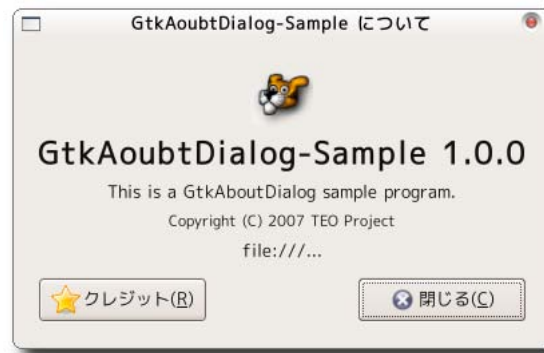 GtkAoubtDialog-Sample について
GtkAoubtDialog-Sample 1.0.0
This is a GtkAboutDialog sample program.
Copyright (C) 2007 TEO Project
file:///...
クレジット(R)
閉じる(C)